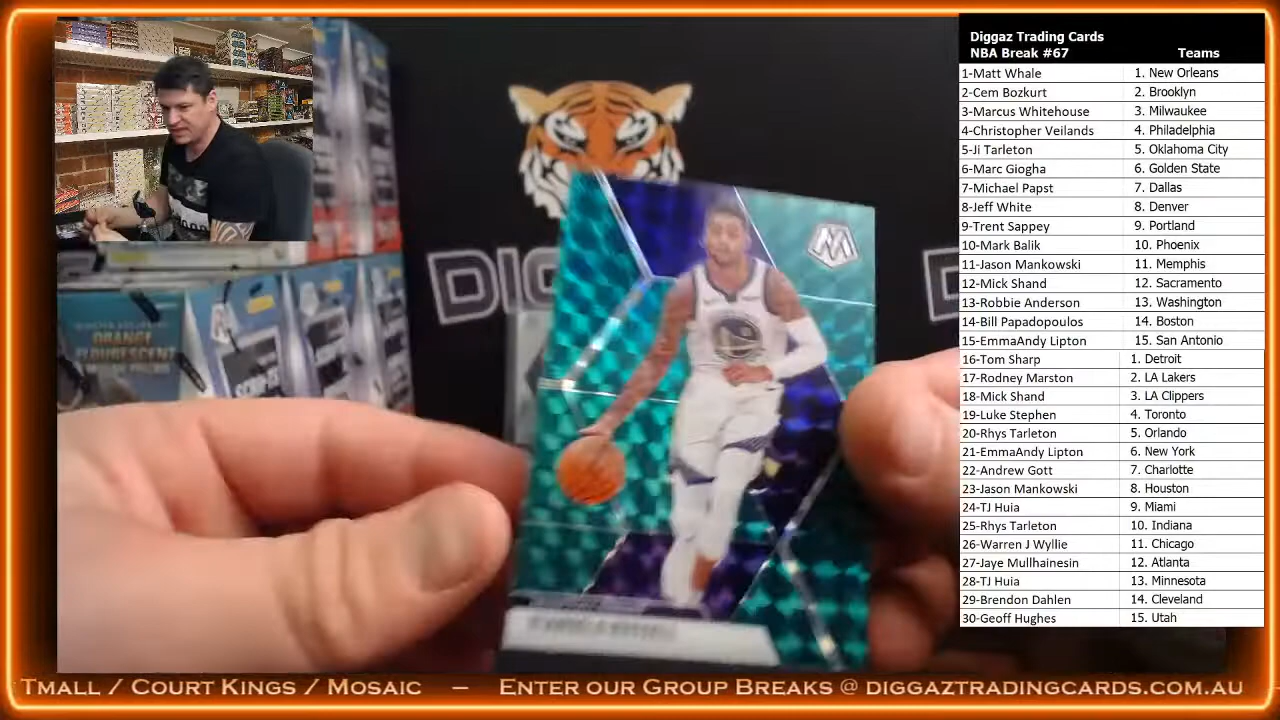 Diggaz Trading Cards
NBA Break #67 Teams
1-Matt Whale 1. New Orleans
2-Cem Bozkurt 2. Brooklyn
3-Marcus Whitehouse 3. Milwaukee
4-Christopher Veilands 4. Philadelphia
5-Ji Tarleton 5. Oklahoma City
6-Marc Giogha 6. Golden State
7-Michael Papst 7. Dallas
8-Jeff White 8. Denver
9-Trent Sappey 9. Portland
10-Mark Balik 10. Phoenix
11-Jason Mankowski 11. Memphis
12-Mick Shand 12. Sacramento
13-Robbie Anderson 13. Washington
14-Bill Papadopoulos 14. Boston
15-EmmaAndy Lipton 15. San Antonio
16-Tom Sharp 1. Detroit
17-Rodney Marston 2. LA Lakers
18-Mick Shand 3. LA Clippers
19-Luke Stephen 4. Toronto
20-Rhys Tarleton 5. Orlando
21-EmmaAndy Lipton 6. New York
22-Andrew Gott 7. Charlotte
23-Jason Mankowski 8. Houston
24-TJ Huia 9. Miami
25-Rhys Tarleton 10. Indiana
26-Warren J Wyllie 11. Chicago
27-Jaye Mullhainesin 12. Atlanta
28-TJ Huia 13. Minnesota
29-Brendon Dahlen 14. Cleveland
30-Geoff Hughes 15. Utah
DIG
M
ORANGE
FLUORESCENT
Tmall / Court Kings / Mosaic – Enter our Group Breaks @ diggaztradingcards.com.au